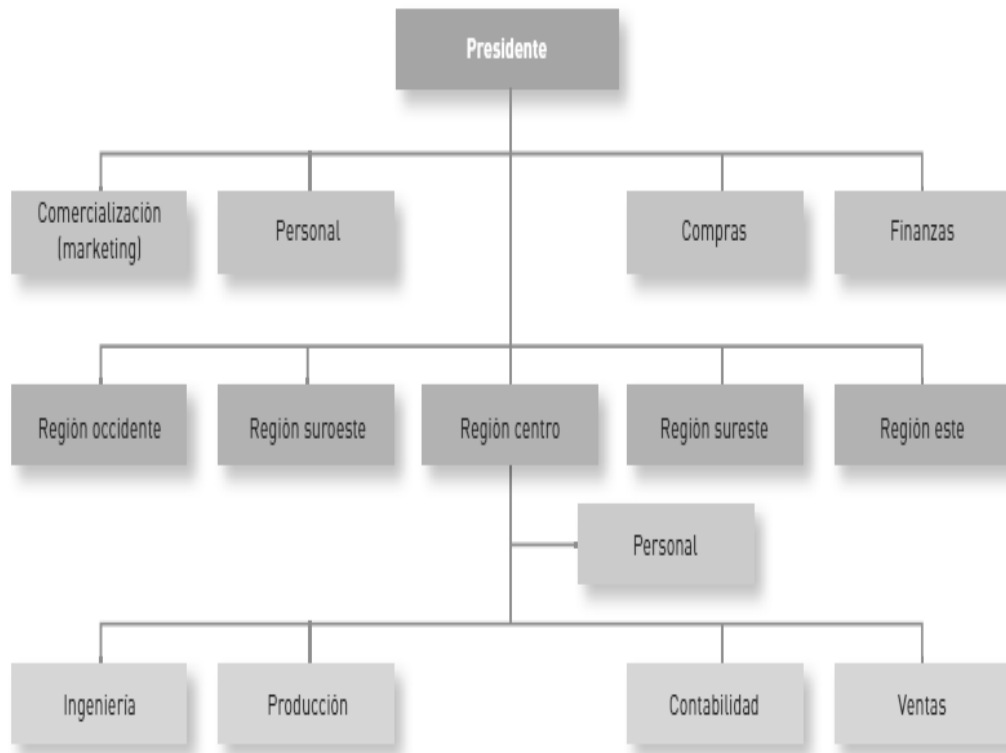 Presidente
Comercialización
(marketing)
Personal
Compras
Finanzas
Región occidente
Región suroeste
Región centro
Región sureste
Región este
Personal
Ingeniería
Producción
Contabilidad
Ventas